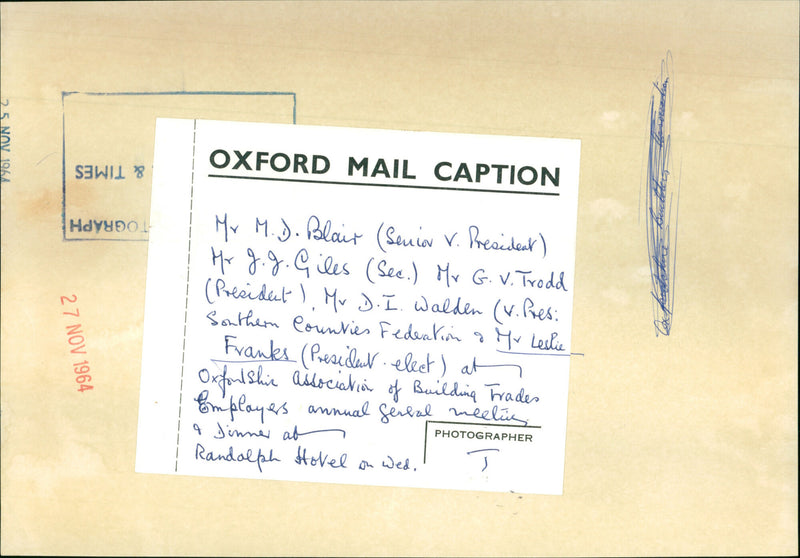 OXFORD MAIL CAPTION
Mr M.D. Blair (Senior V. President)
Mr J.J. Giles (Sec.) Mr G. V. Trodd
(President), Mr D. I. Walden (V. Pres:
Southern Counties Federation & Mr Leslie
Franks (President-elect) at
Oxfordshire Association of Building Trades
Employers annual general meeting
& Dinner at
Randolph Hotel on Wed.
PHOTOGRAPHER
T
& TIMES
TOGRAPH
25 NOV 1964
27 NOV 1964